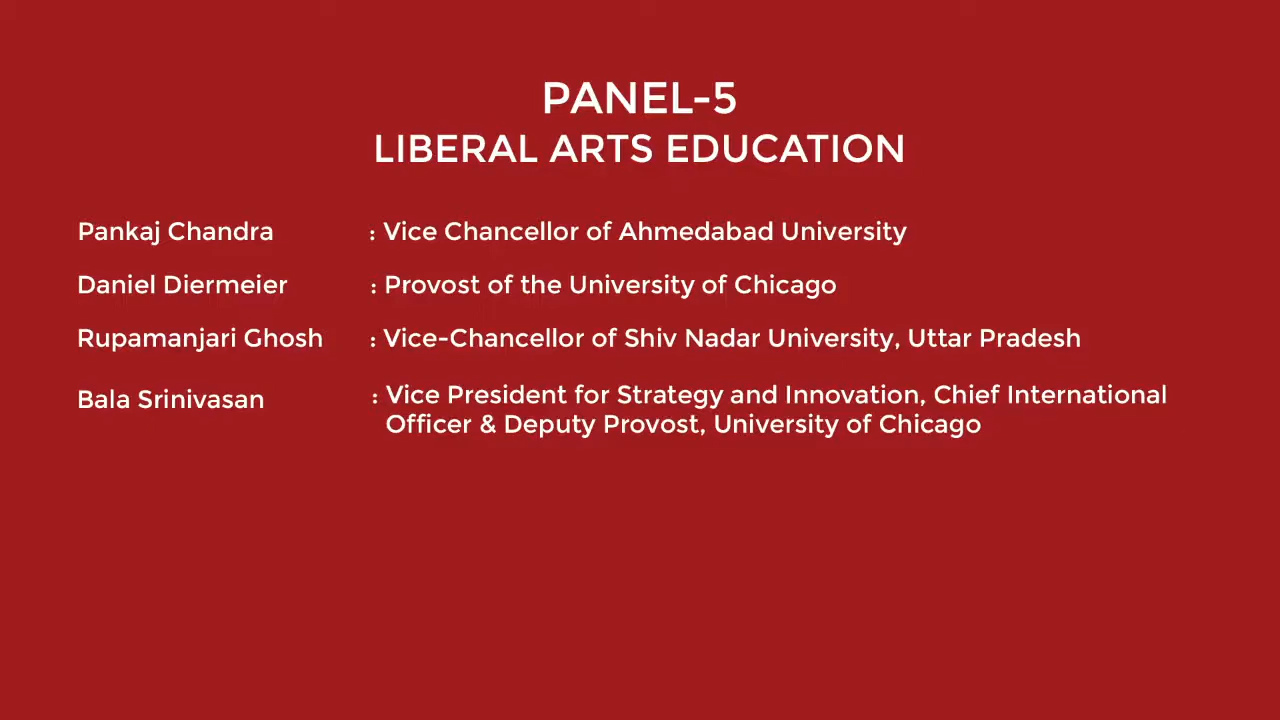 PANEL-5
LIBERAL ARTS EDUCATION
Pankaj Chandra : Vice Chancellor of Ahmedabad University
Daniel Diermeier : Provost of the University of Chicago
Rupamanjari Ghosh : Vice-Chancellor of Shiv Nadar University, Uttar Pradesh
Bala Srinivasan : Vice President for Strategy and Innovation, Chief International
Officer & Deputy Provost, University of Chicago